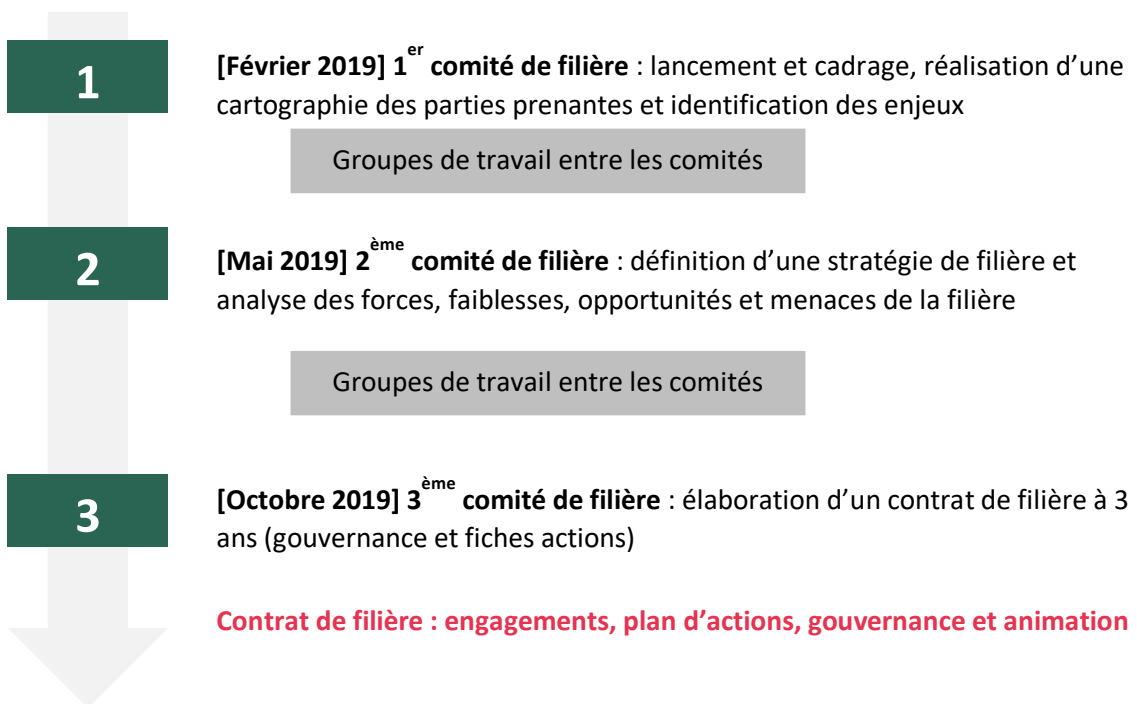 1
[Février 2019] 1er comité de filière : lancement et cadrage, réalisation d’une
cartographie des parties prenantes et identification des enjeux
Groupes de travail entre les comités
2
[Mai 2019] 2ème comité de filière : définition d’une stratégie de filière et
analyse des forces, faiblesses, opportunités et menaces de la filière
Groupes de travail entre les comités
3
[Octobre 2019] 3ème comité de filière : élaboration d’un contrat de filière à 3
ans (gouvernance et fiches actions)
Contrat de filière : engagements, plan d’actions, gouvernance et animation